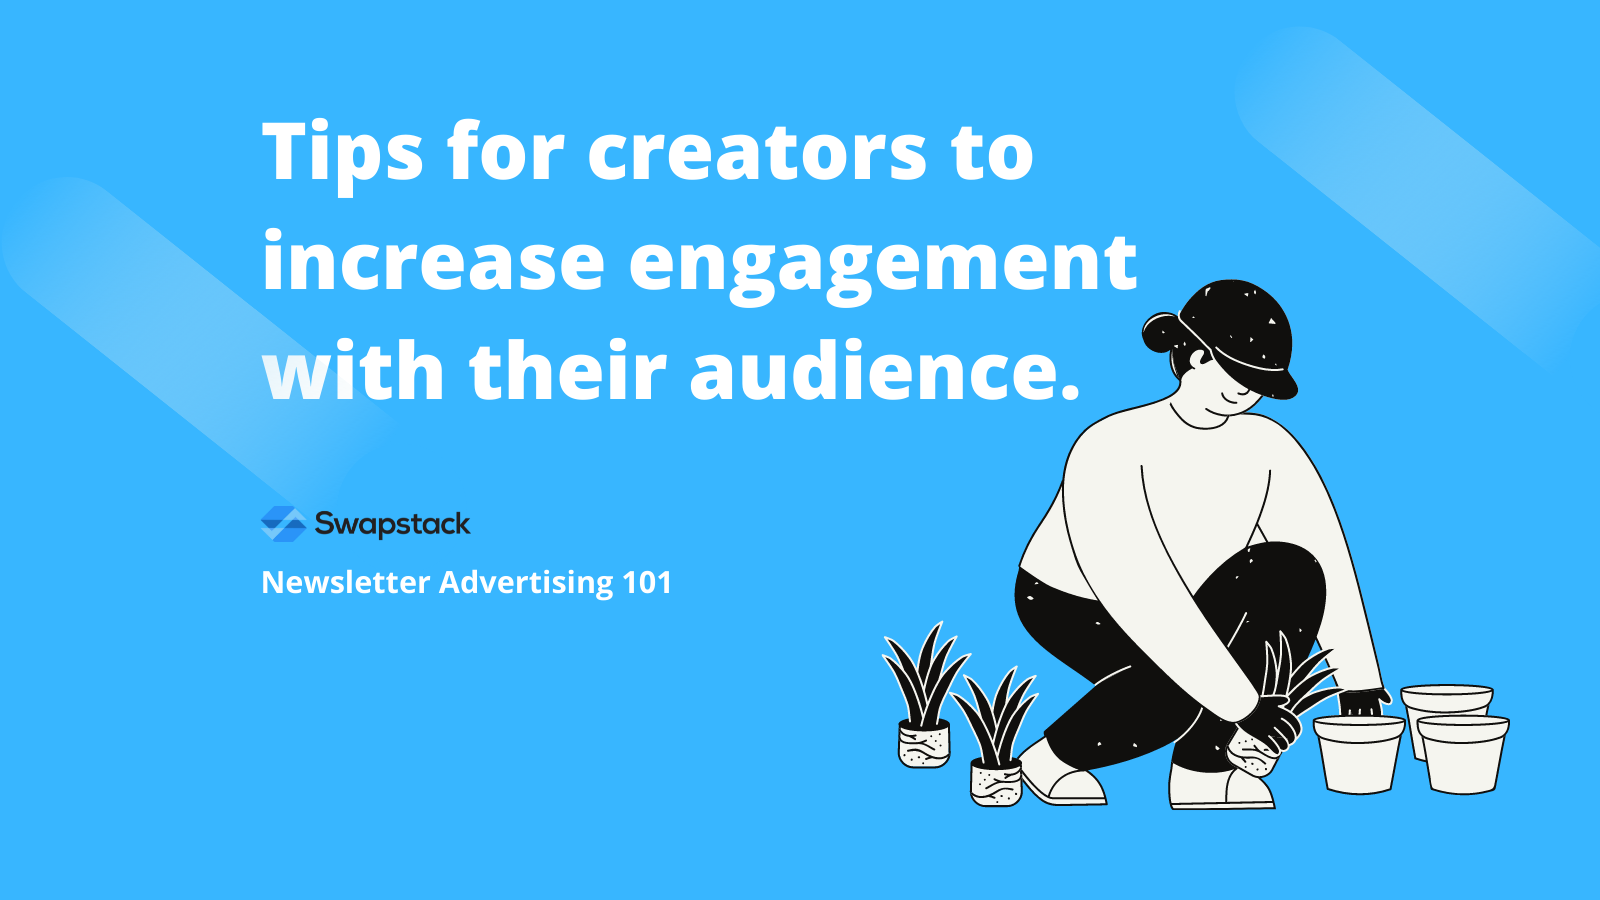 Tips for creators to
increase engagement
with their audience.
Swapstack
Newsletter Advertising 101